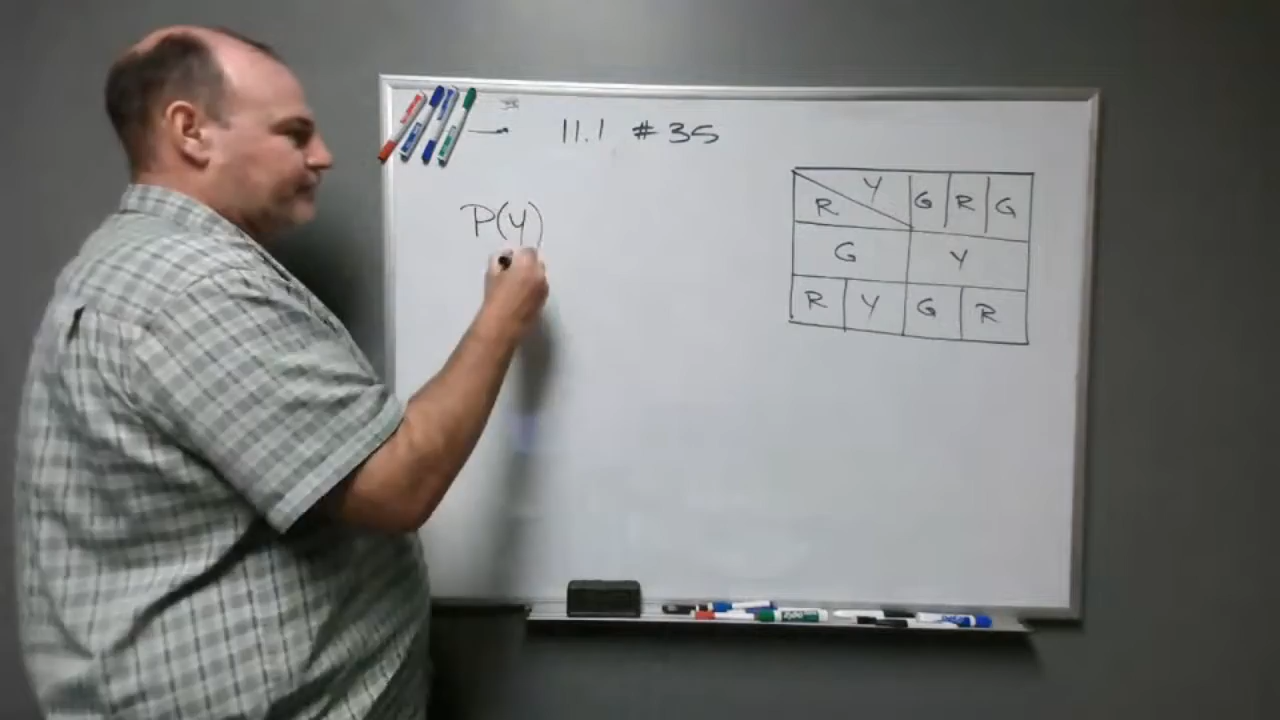 11.1 #35
P(Y)
R Y G R G
G Y
R Y G R